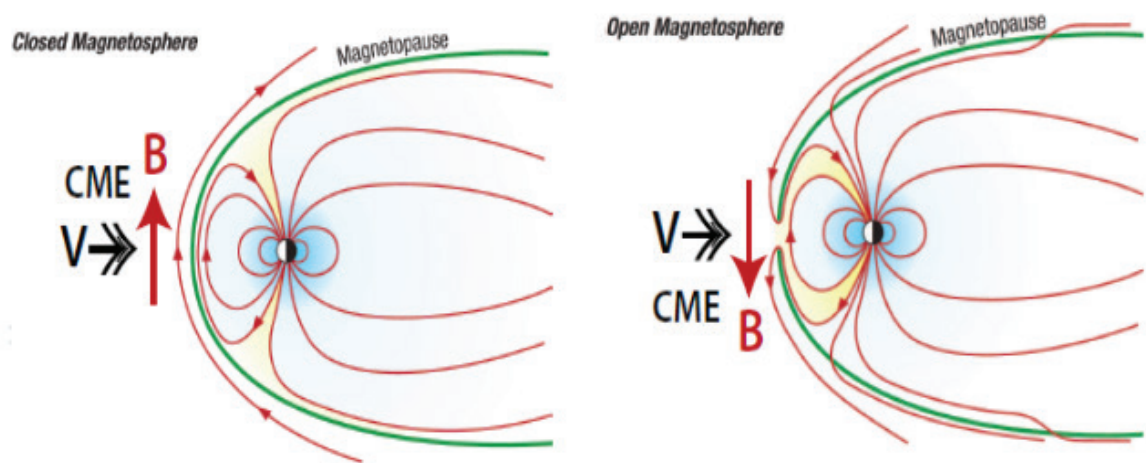 Closed Magnetosphere
Magnetopause
B
CME
V
Open Magnetosphere
Magnetopause
V
CME
B